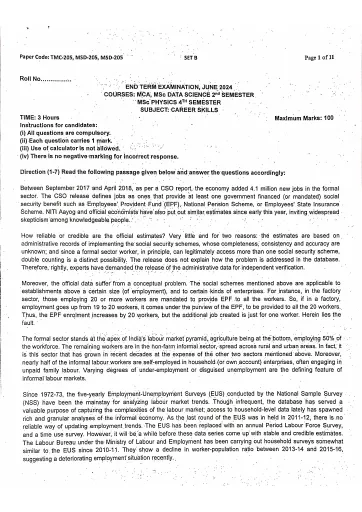 Paper Code: TMC-205, MSD-205, MSD-205 SET B Page 1 of 11
Roll No...............
END TERM EXAMINATION, JUNE 2024
COURSES: MCA, MSc DATA SCIENCE 2nd SEMESTER
MSc PHYSICS 4TH SEMESTER
SUBJECT: CAREER SKILLS
TIME: 3 Hours Maximum Marks: 100
Instructions for candidates:
(i) All questions are compulsory.
(ii) Each question carries 1 mark.
(iii) Use of calculator is not allowed.
(iv) There is no negative marking for incorrect response.
Direction (1-7) Read the following passage given below and answer the questions accordingly:
Between September 2017 and April 2018, as per a CSO report, the economy added 4.1 million new jobs in the formal
sector. The CSO release defines jobs as ones that provide at least one government financed (or mandated) social
security benefit such as Employees' Provident Fund (EPF), National Pension Scheme, or Employees' State Insurance
Scheme. NITI Aayog and official economists have also put out similar estimates since early this year, inviting widespread
skepticism among knowledgeable people.
How reliable or credible are the official estimates? Very little and for two reasons: the estimates are based on
administrative records of implementing the social security schemes, whose completeness, consistency and accuracy are
unknown; and since a formal sector worker, in principle, can legitimately access more than one social security scheme,
double counting is a distinct possibility. The release does not explain how the problem is addressed in the database.
Therefore, rightly, experts have demanded the release of the administrative data for independent verification.
Moreover, the official data suffer from a conceptual problem. The social schemes mentioned above are applicable to
establishments above a certain size (of employment), and to certain kinds of enterprises. For instance, in the factory
sector, those employing 20 or more workers are mandated to provide EPF to all the workers. So, if in a factory,
employment goes up from 19 to 20 workers, it comes under the purview of the EPF, to be provided to all the 20 workers,
Thus, the EPF enrolment increases by 20 workers, but the additional job created is just for one worker. Herein lies the
fault.
The formal sector stands at the apex of India's labour market pyramid, agriculture being at the bottom, employing 50% of
the workforce. The remaining workers are in the non-farm informal sector, spread across rural and urban areas. In fact, it
is this sector that has grown in recent decades at the expense of the other two sectors mentioned above. Moreover,
nearly half of the informal labour workers are self-employed in household (or own account) enterprises, often engaging in
unpaid family labour. Varying degrees of under-employment or disguised unemployment are the defining feature of
informal labour markets.
Since 1972-73, the five-yearly Employment-Unemployment Surveys (EUS) conducted by the National Sample Survey
(NSS) have been the mainstay for analyzing labour market trends. Though infrequent, the database has served a
valuable purpose of capturing the complexities of the labour market; access to household-level data lately has spawned
rich and granular analyses of the informal economy. As the last round of the EUS was in held in 2011-12, there is no
reliable way of updating employment trends. The EUS has been replaced with an annual Periodic Labour Force Survey,
and a time use survey. However, it will be a while before these data series come up with stable and credible estimates.
The Labour Bureau under the Ministry of Labour and Employment has been carrying out household surveys somewhat
similar to the EUS since 2010-11. They show a decline in worker-population ratio between 2013-14 and 2015-16,
suggesting a deteriorating employment situation recently.